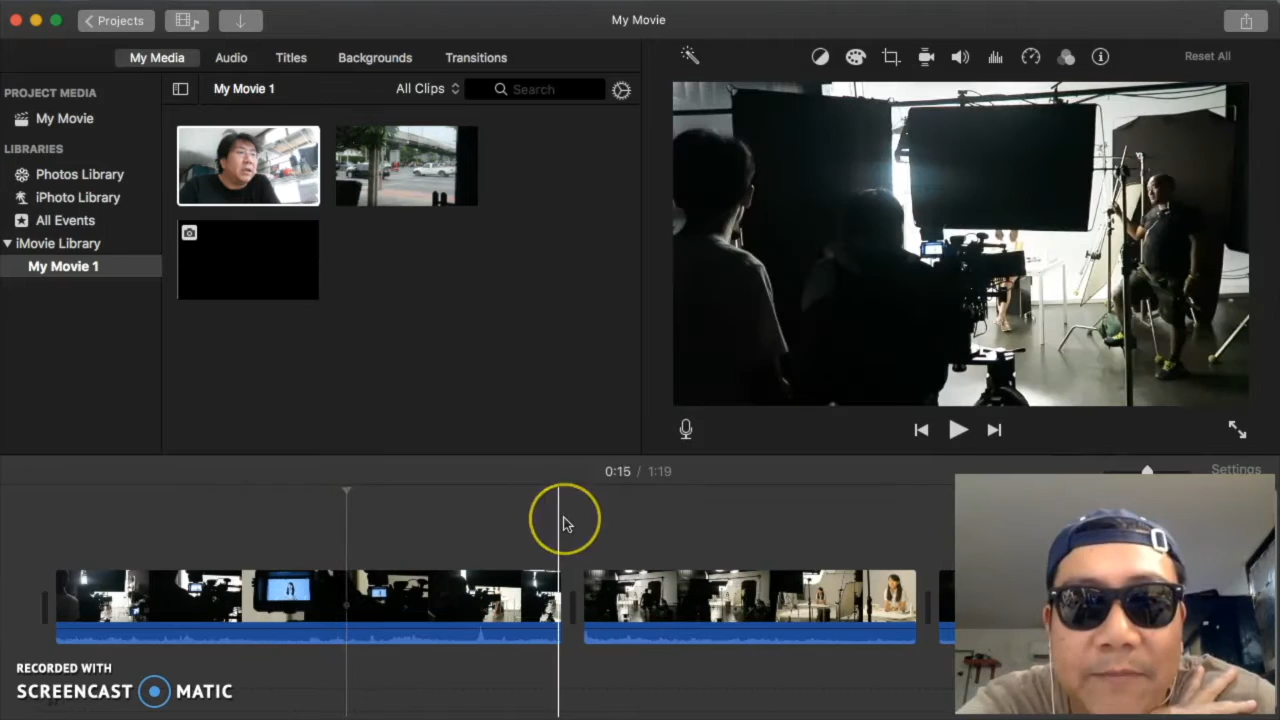 Projects
My Movie
My Media Audio Titles Backgrounds Transitions
Reset All
PROJECT MEDIA
My Movie
LIBRARIES
Photos Library
iPhoto Library
All Events
iMovie Library
My Movie 1
My Movie 1 All Clips Search
0:15 / 1:19
Settings
RECORDED WITH
SCREENCAST MATIC